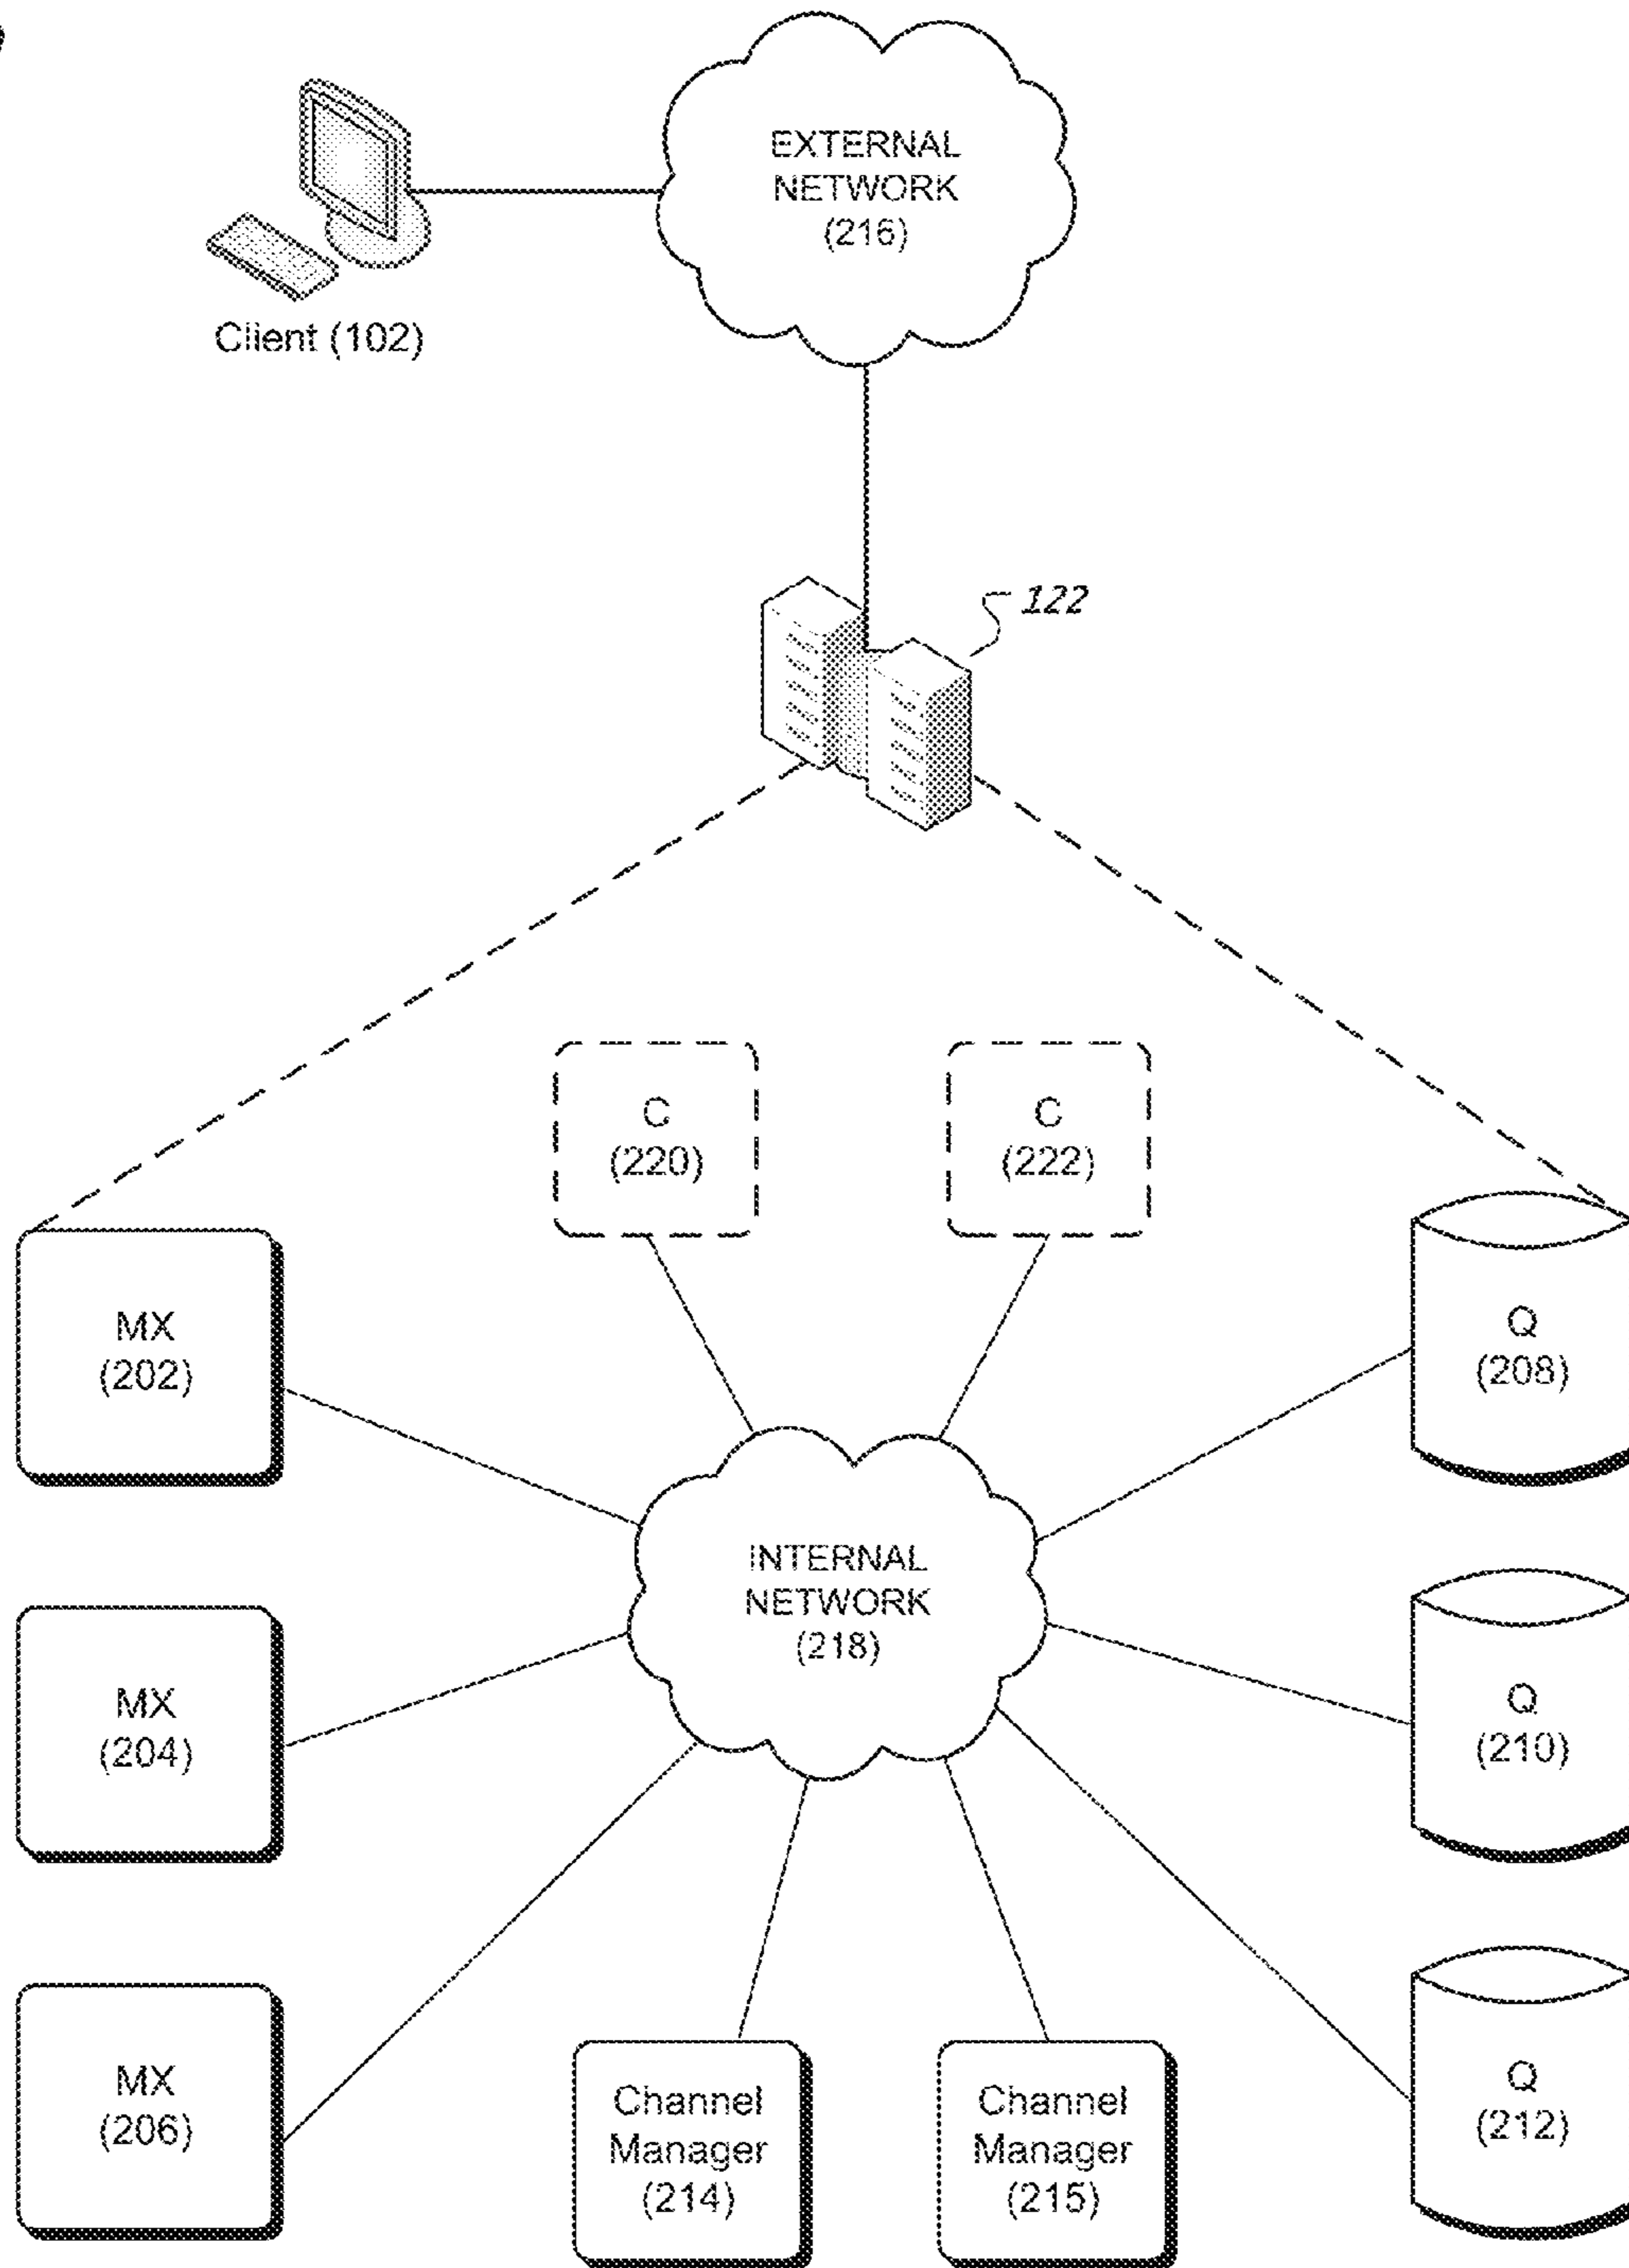 EXTERNAL
NETWORK
(216)
Client (102)
122
C
(220)
C
(222)
MX
(202)
Q
(208)
INTERNAL
NETWORK
(218)
MX
(204)
Q
(210)
MX
(206)
Channel
Manager
(214)
Channel
Manager
(215)
Q
(212)